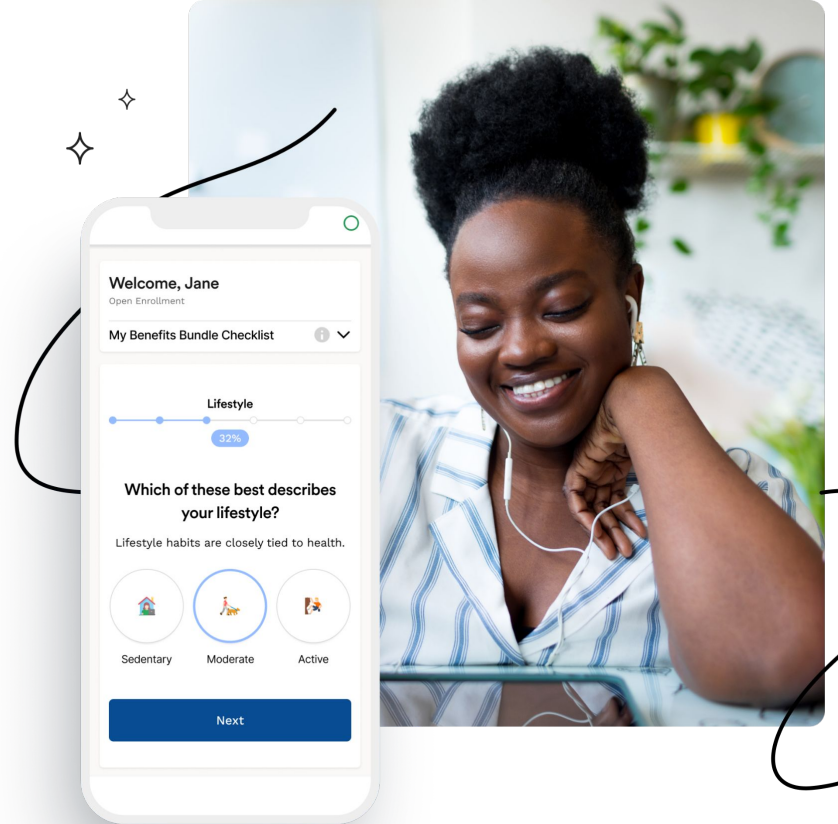 Welcome, Jane
Open Enrollment
My Benefits Bundle Checklist
Lifestyle
32%
Which of these best describes
your lifestyle?
Lifestyle habits are closely tied to health.
Sedentary Moderate Active
Next